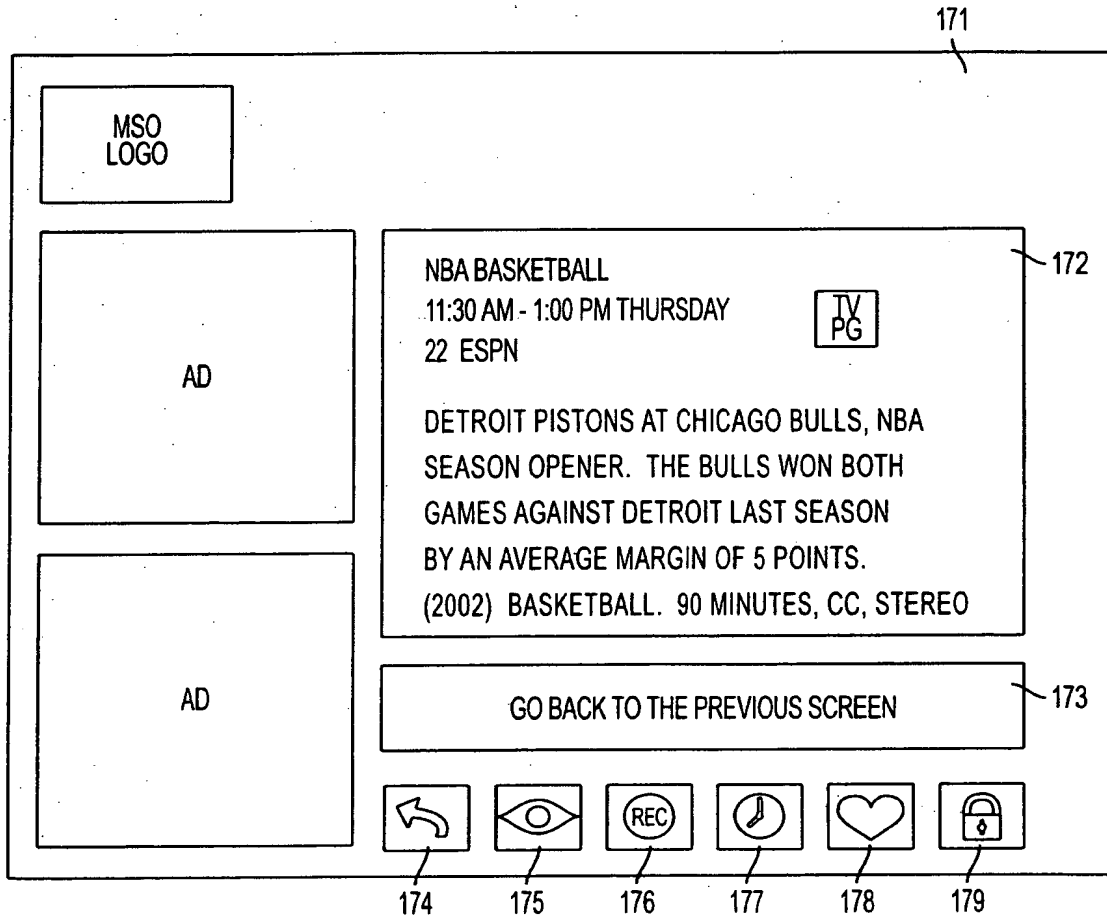 171
MSO
LOGO
AD
NBA BASKETBALL
11:30 AM - 1:00 PM THURSDAY
22 ESPN
TV
PG
172
DETROIT PISTONS AT CHICAGO BULLS, NBA
SEASON OPENER. THE BULLS WON BOTH
GAMES AGAINST DETROIT LAST SEASON
BY AN AVERAGE MARGIN OF 5 POINTS.
(2002) BASKETBALL. 90 MINUTES, CC, STEREO
AD
GO BACK TO THE PREVIOUS SCREEN
173
REC
174 175 176 177 178 179